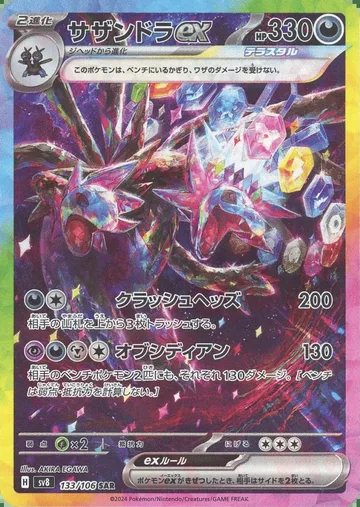 2進化
サザンドラex
HP330
ジヘッドから進化
テラスタル
このポケモンは、ベンチにいるかぎり、ワザのダメージを受けない。
クラッシュヘッズ 200
相手の山札を上から3枚トラッシュする。
オブシディアン 130
相手のベンチポケモン2匹にも、それぞれ130ダメージ。[ベンチ
は弱点・抵抗力を計算しない。]
弱点 ×2 抵抗力 にげる
Illus. AKIRA EGAWA
exルール
ポケモンexがきぜつしたとき、相手はサイドを2枚とる。
H sv8 133/106 SAR
©2024 Pokémon/Nintendo/Creatures/GAME FREAK.